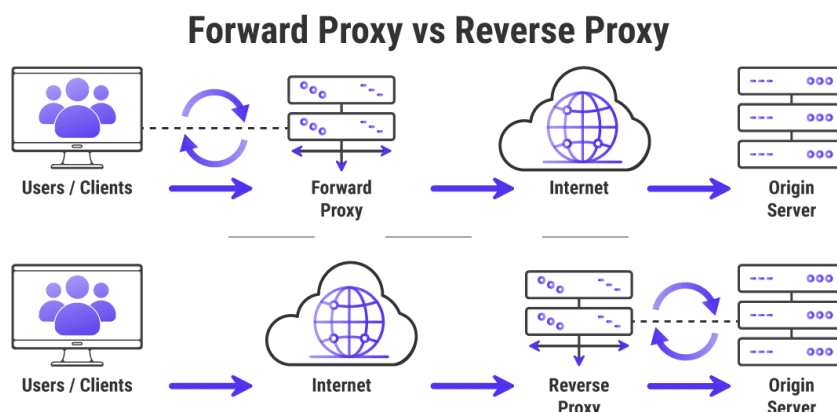 Forward Proxy vs Reverse Proxy
Users / Clients
Forward
Proxy
Internet
Origin
Server
Users / Clients
Internet
Reverse
Proxy
Origin
Server